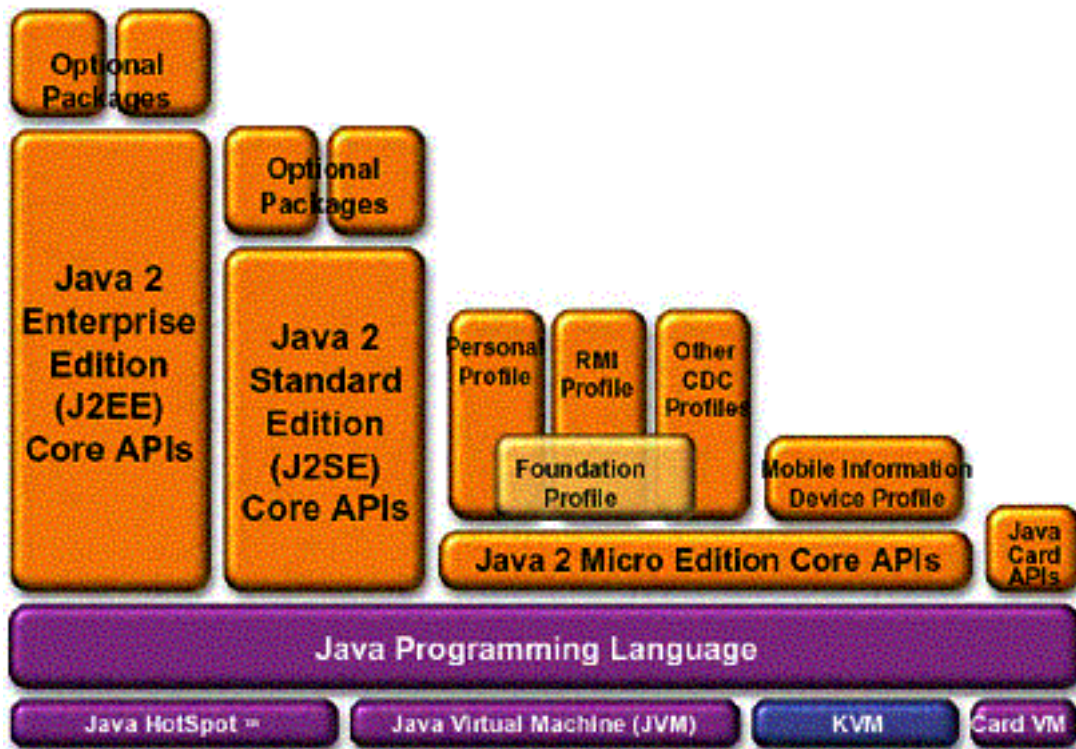 Optional
Packages
Java 2
Enterprise
Edition
(J2EE)
Core APIs
Optional
Packages
Java 2
Standard
Edition
(J2SE)
Core APIs
Personal
Profile
RMI
Profile
Other
CDC
Profiles
Foundation
Profile
Mobile Information
Device Profile
Java 2 Micro Edition Core APIs
Java
Card
APIs
Java Programming Language
Java HotSpot ™
Java Virtual Machine (JVM)
KVM
Card VM